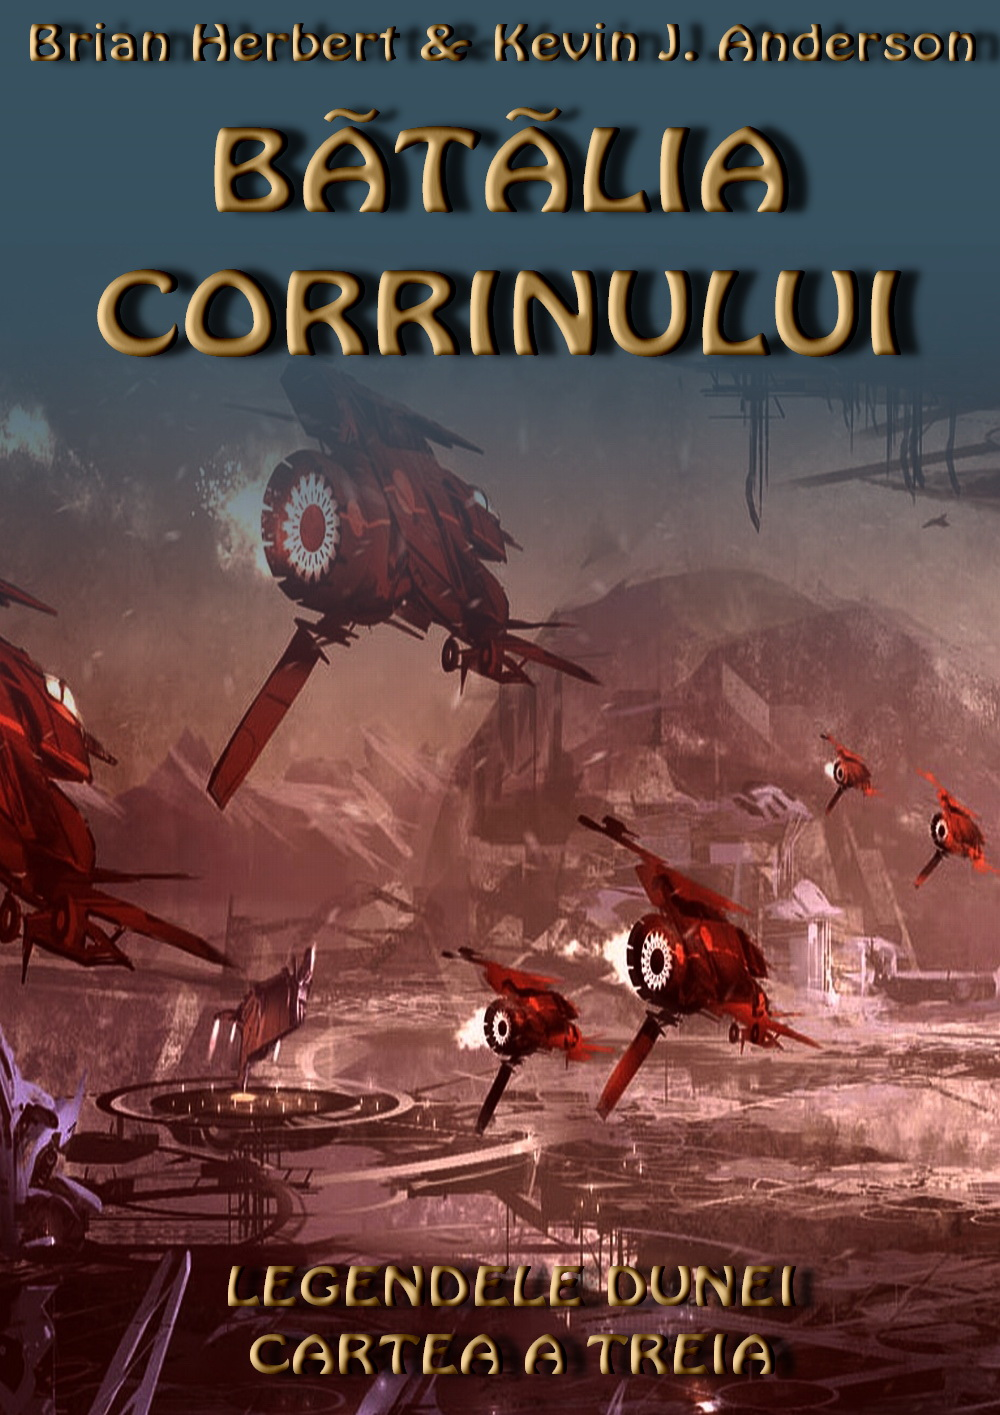 Brian Herbert & Kevin J. Anderson
BÃTÃLIA
CORRINULUI
LEGENDELE DUNEI
CARTEA A TREIA